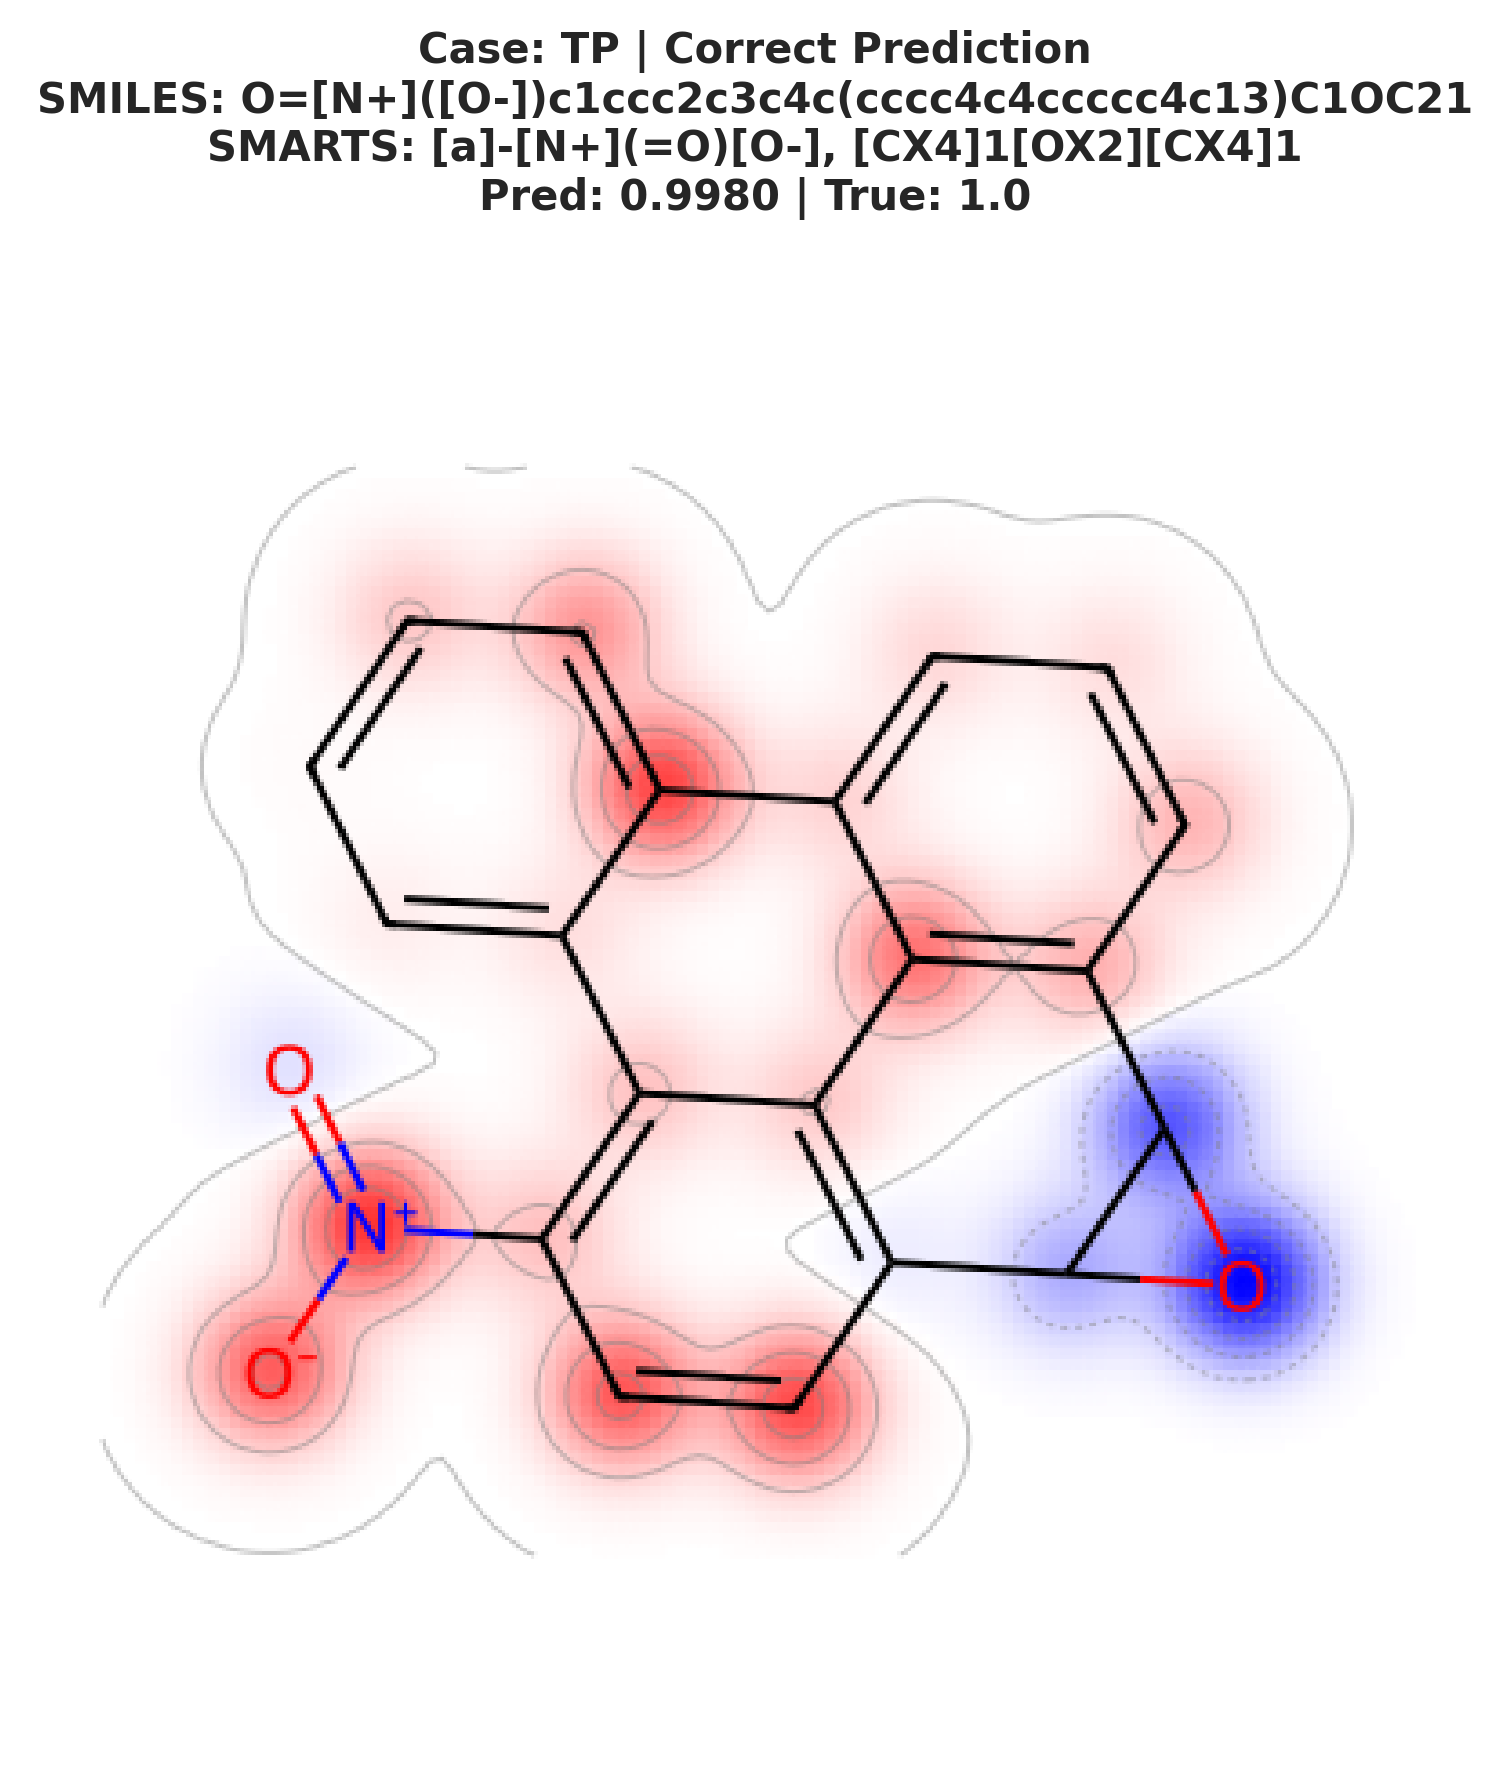 Case: TP | Correct Prediction
SMILES: O=[N+]([O-])c1ccc2c3c4c(cccc4c4ccccc4c13)C1OC21
SMARTS: [a]-[N+](=O)[O-], [CX4]1[OX2][CX4]1
Pred: 0.9980 | True: 1.0
O
N+
O
O−